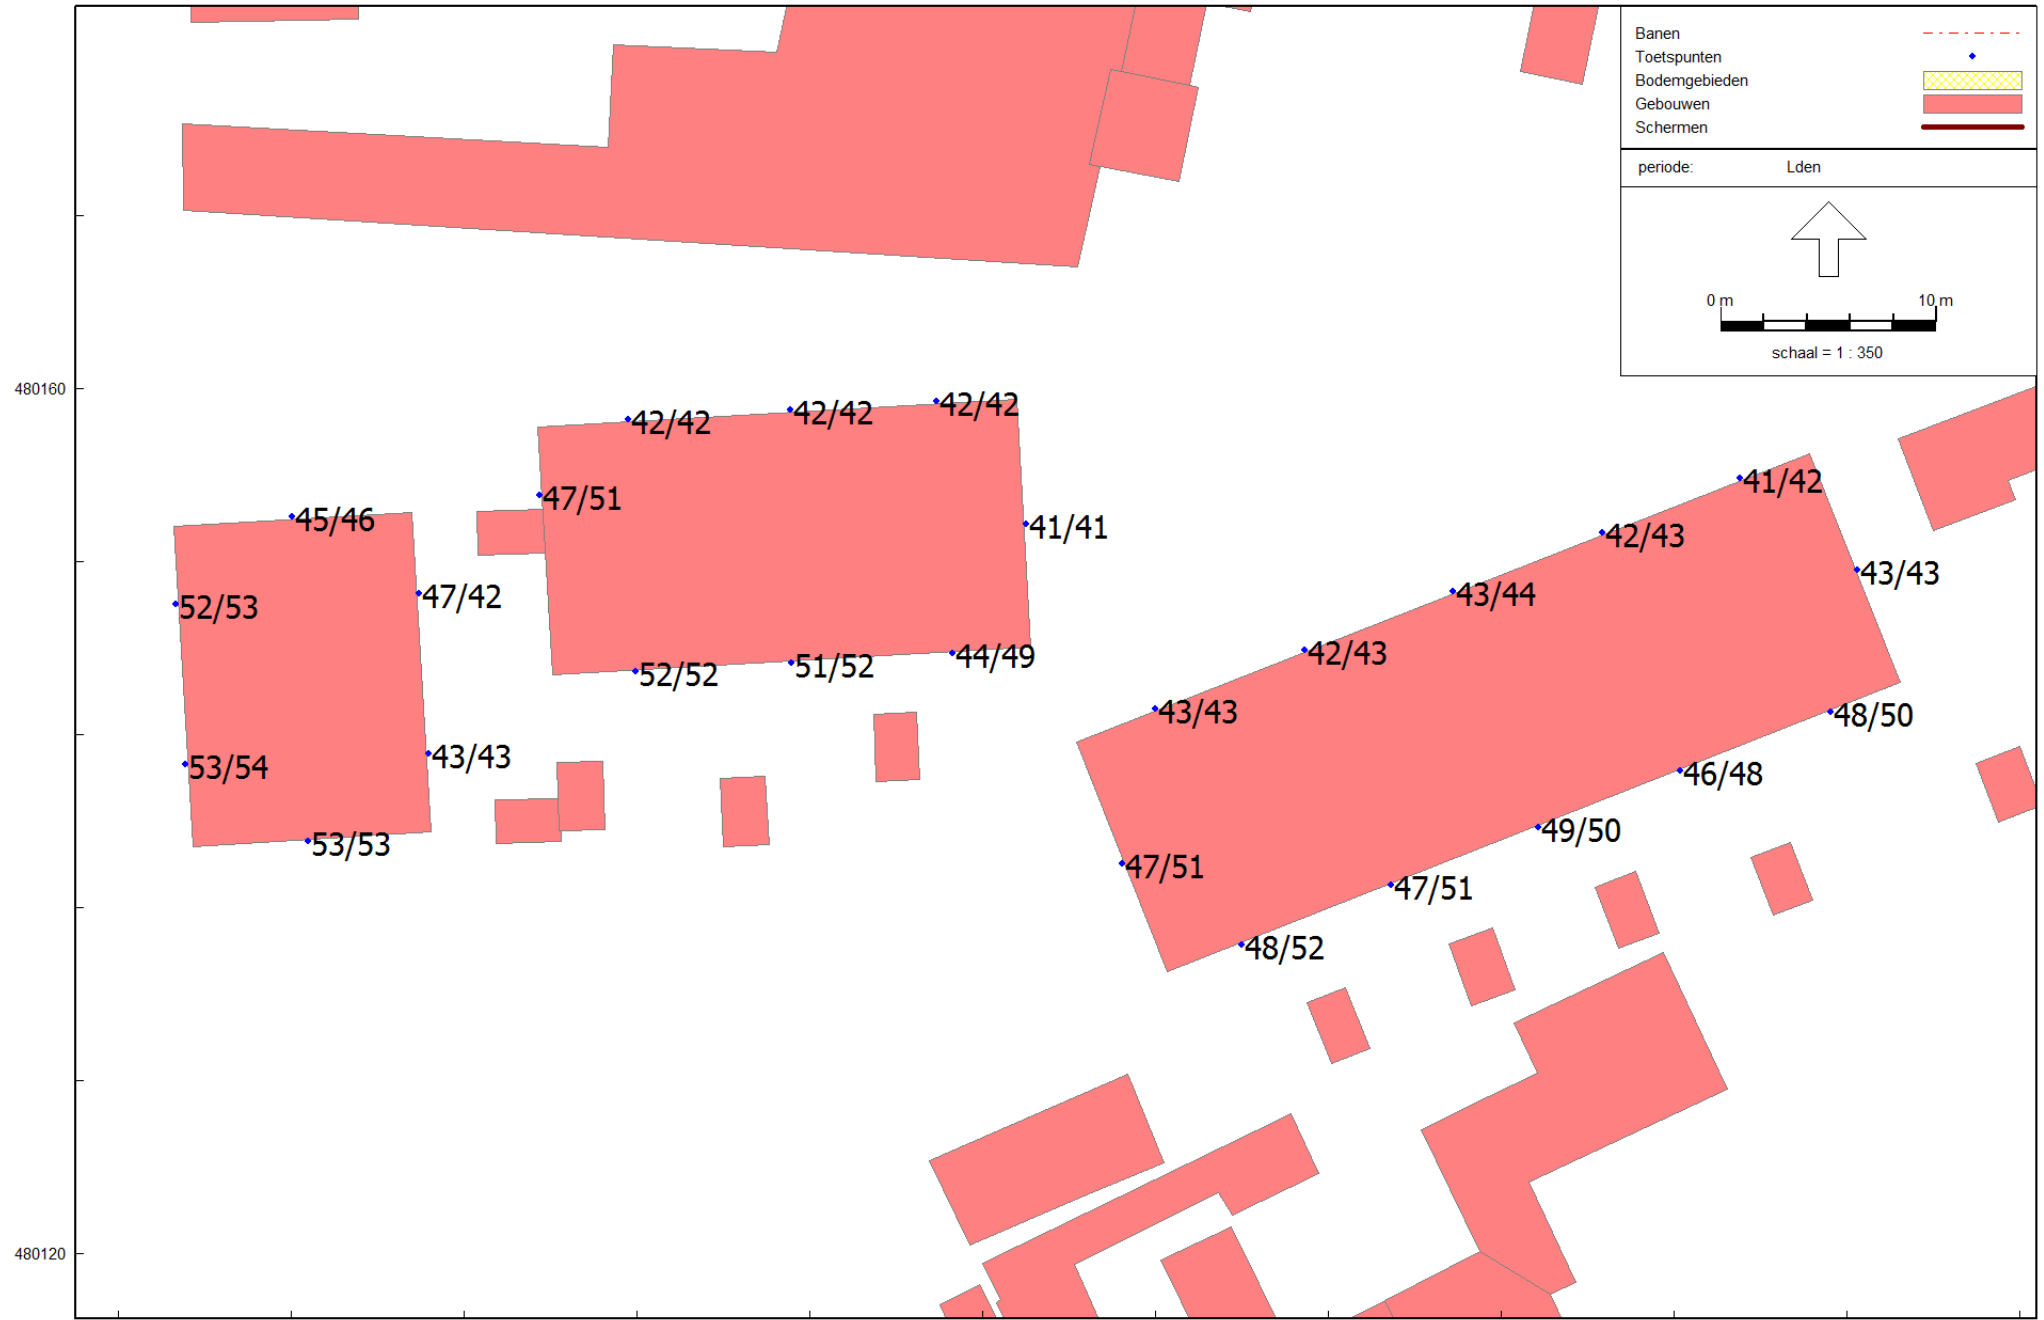 Banen
Toetspunten
Bodemgebieden
Gebouwen
Schermen
periode: Lden
0 m 10 m
schaal = 1 : 350
480160
42/42 42/42 42/42
47/51 41/42
45/46 41/41 42/43
52/53 47/42 43/44 43/43
52/52 51/52 44/49 42/43
43/43 48/50
53/54 43/43 46/48
53/53 49/50
47/51 47/51
48/52
480120